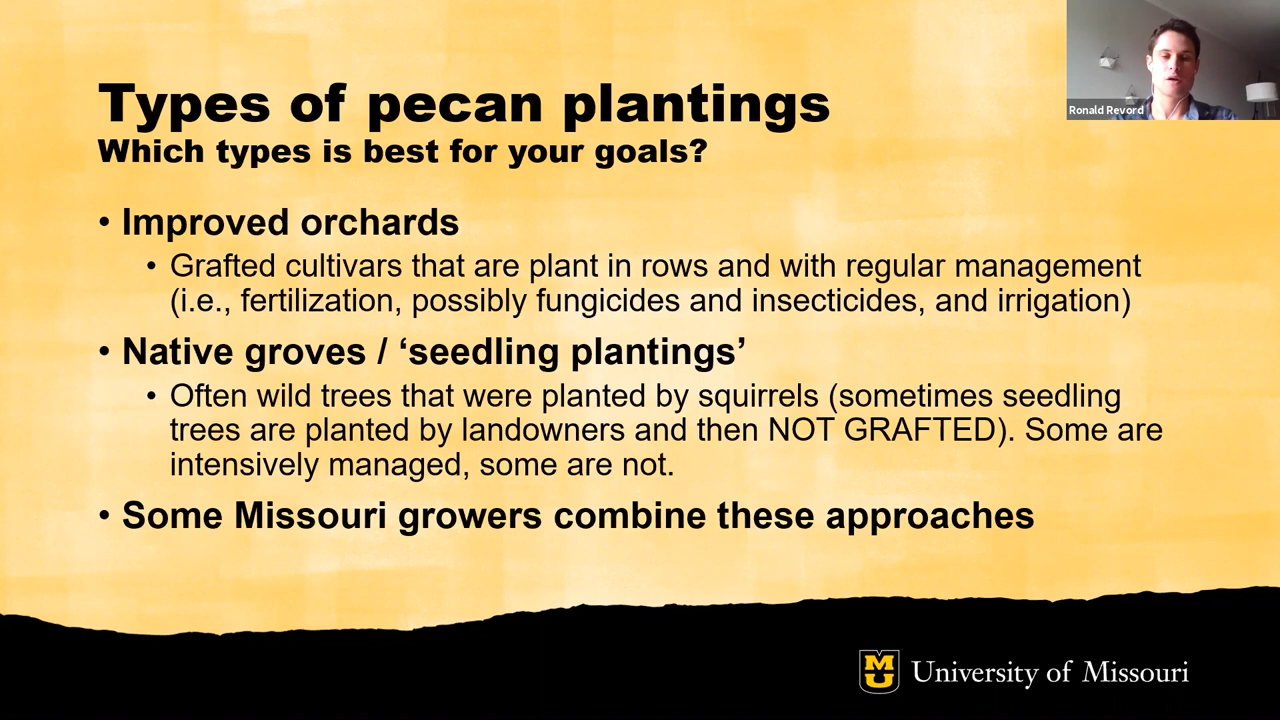 Types of pecan plantings
Which types is best for your goals?
Ronald Revord
• Improved orchards
• Grafted cultivars that are plant in rows and with regular management
(i.e., fertilization, possibly fungicides and insecticides, and irrigation)
• Native groves / ‘seedling plantings’
• Often wild trees that were planted by squirrels (sometimes seedling
trees are planted by landowners and then NOT GRAFTED). Some are
intensively managed, some are not.
• Some Missouri growers combine these approaches
MU
University of Missouri